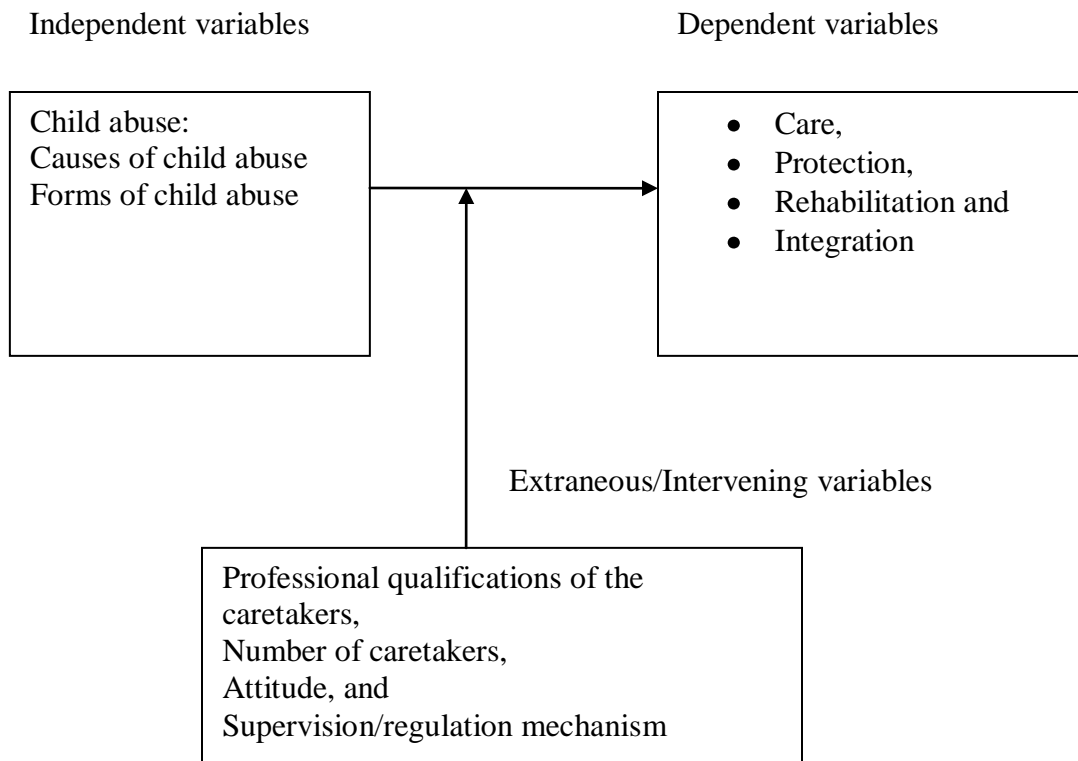 Independent variables
Dependent variables
Child abuse:
Causes of child abuse
Forms of child abuse
● Care,
● Protection,
● Rehabilitation and
● Integration
Extraneous/Intervening variables
Professional qualifications of the
caretakers,
Number of caretakers,
Attitude, and
Supervision/regulation mechanism